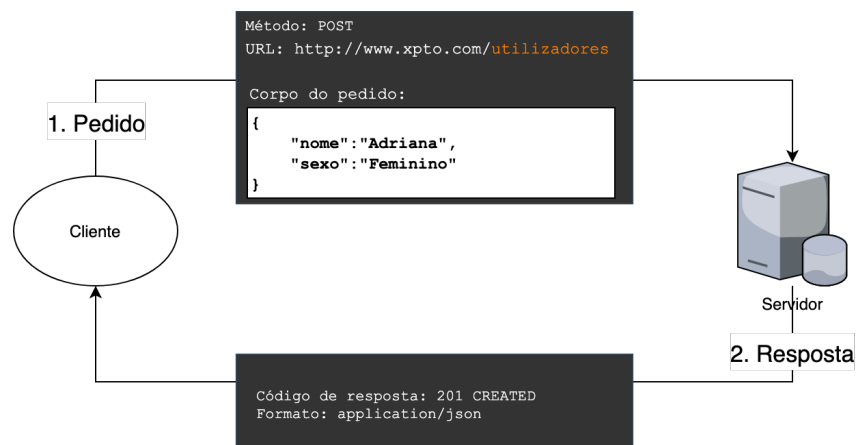 Método: POST
URL: http://www.xpto.com/utilizadores
Corpo do pedido:
1. Pedido
{
"nome":"Adriana",
"sexo":"Feminino"
}
Cliente
Servidor
2. Resposta
Código de resposta: 201 CREATED
Formato: application/json